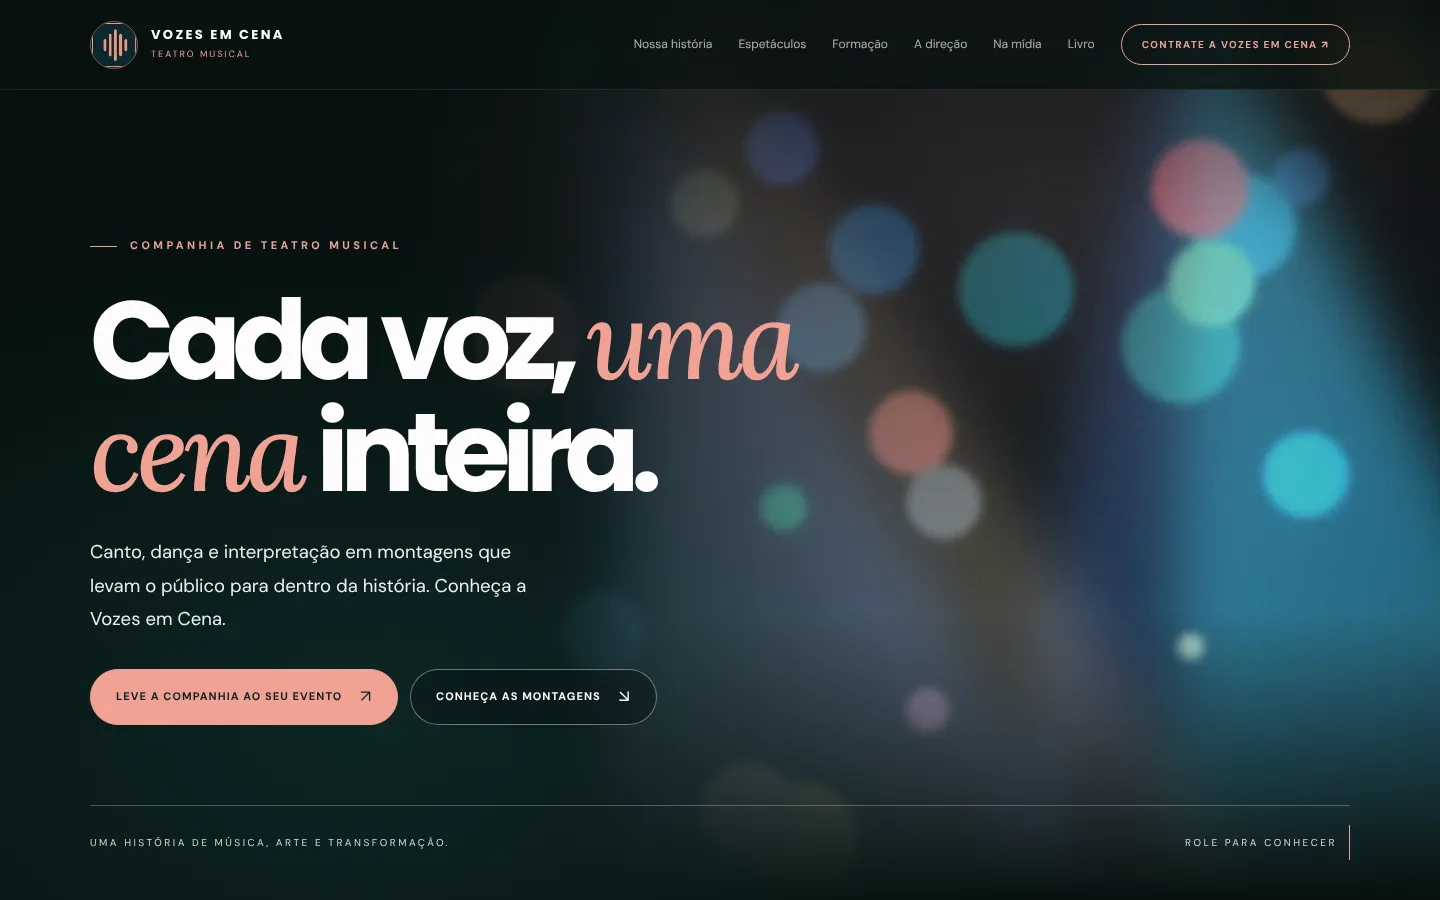 VOZES EM CENA
TEATRO MUSICAL
Nossa história
Espetáculos
Formação
A direção
Na mídia
Livro
CONTRATE A VOZES EM CENA
COMPANHIA DE TEATRO MUSICAL
Cada voz, uma
cena inteira.
Canto, dança e interpretação em montagens que
levam o público para dentro da história. Conheça a
Vozes em Cena.
LEVE A COMPANHIA AO SEU EVENTO
CONHEÇA AS MONTAGENS
UMA HISTÓRIA DE MÚSICA, ARTE E TRANSFORMAÇÃO.
ROLE PARA CONHECER